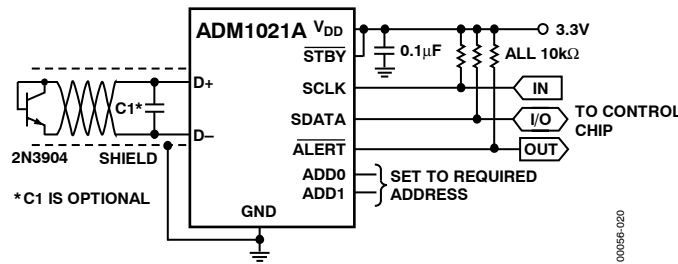 ADM1021A
VDD
3.3V
STBY
0.1μF
ALL 10kΩ
D+
SCLK
IN
C1*
SDATA
I/O
TO CONTROL
CHIP
D–
ALERT
OUT
2N3904
SHIELD
ADD0
ADD1
SET TO REQUIRED
ADDRESS
*C1 IS OPTIONAL
GND
00056-020